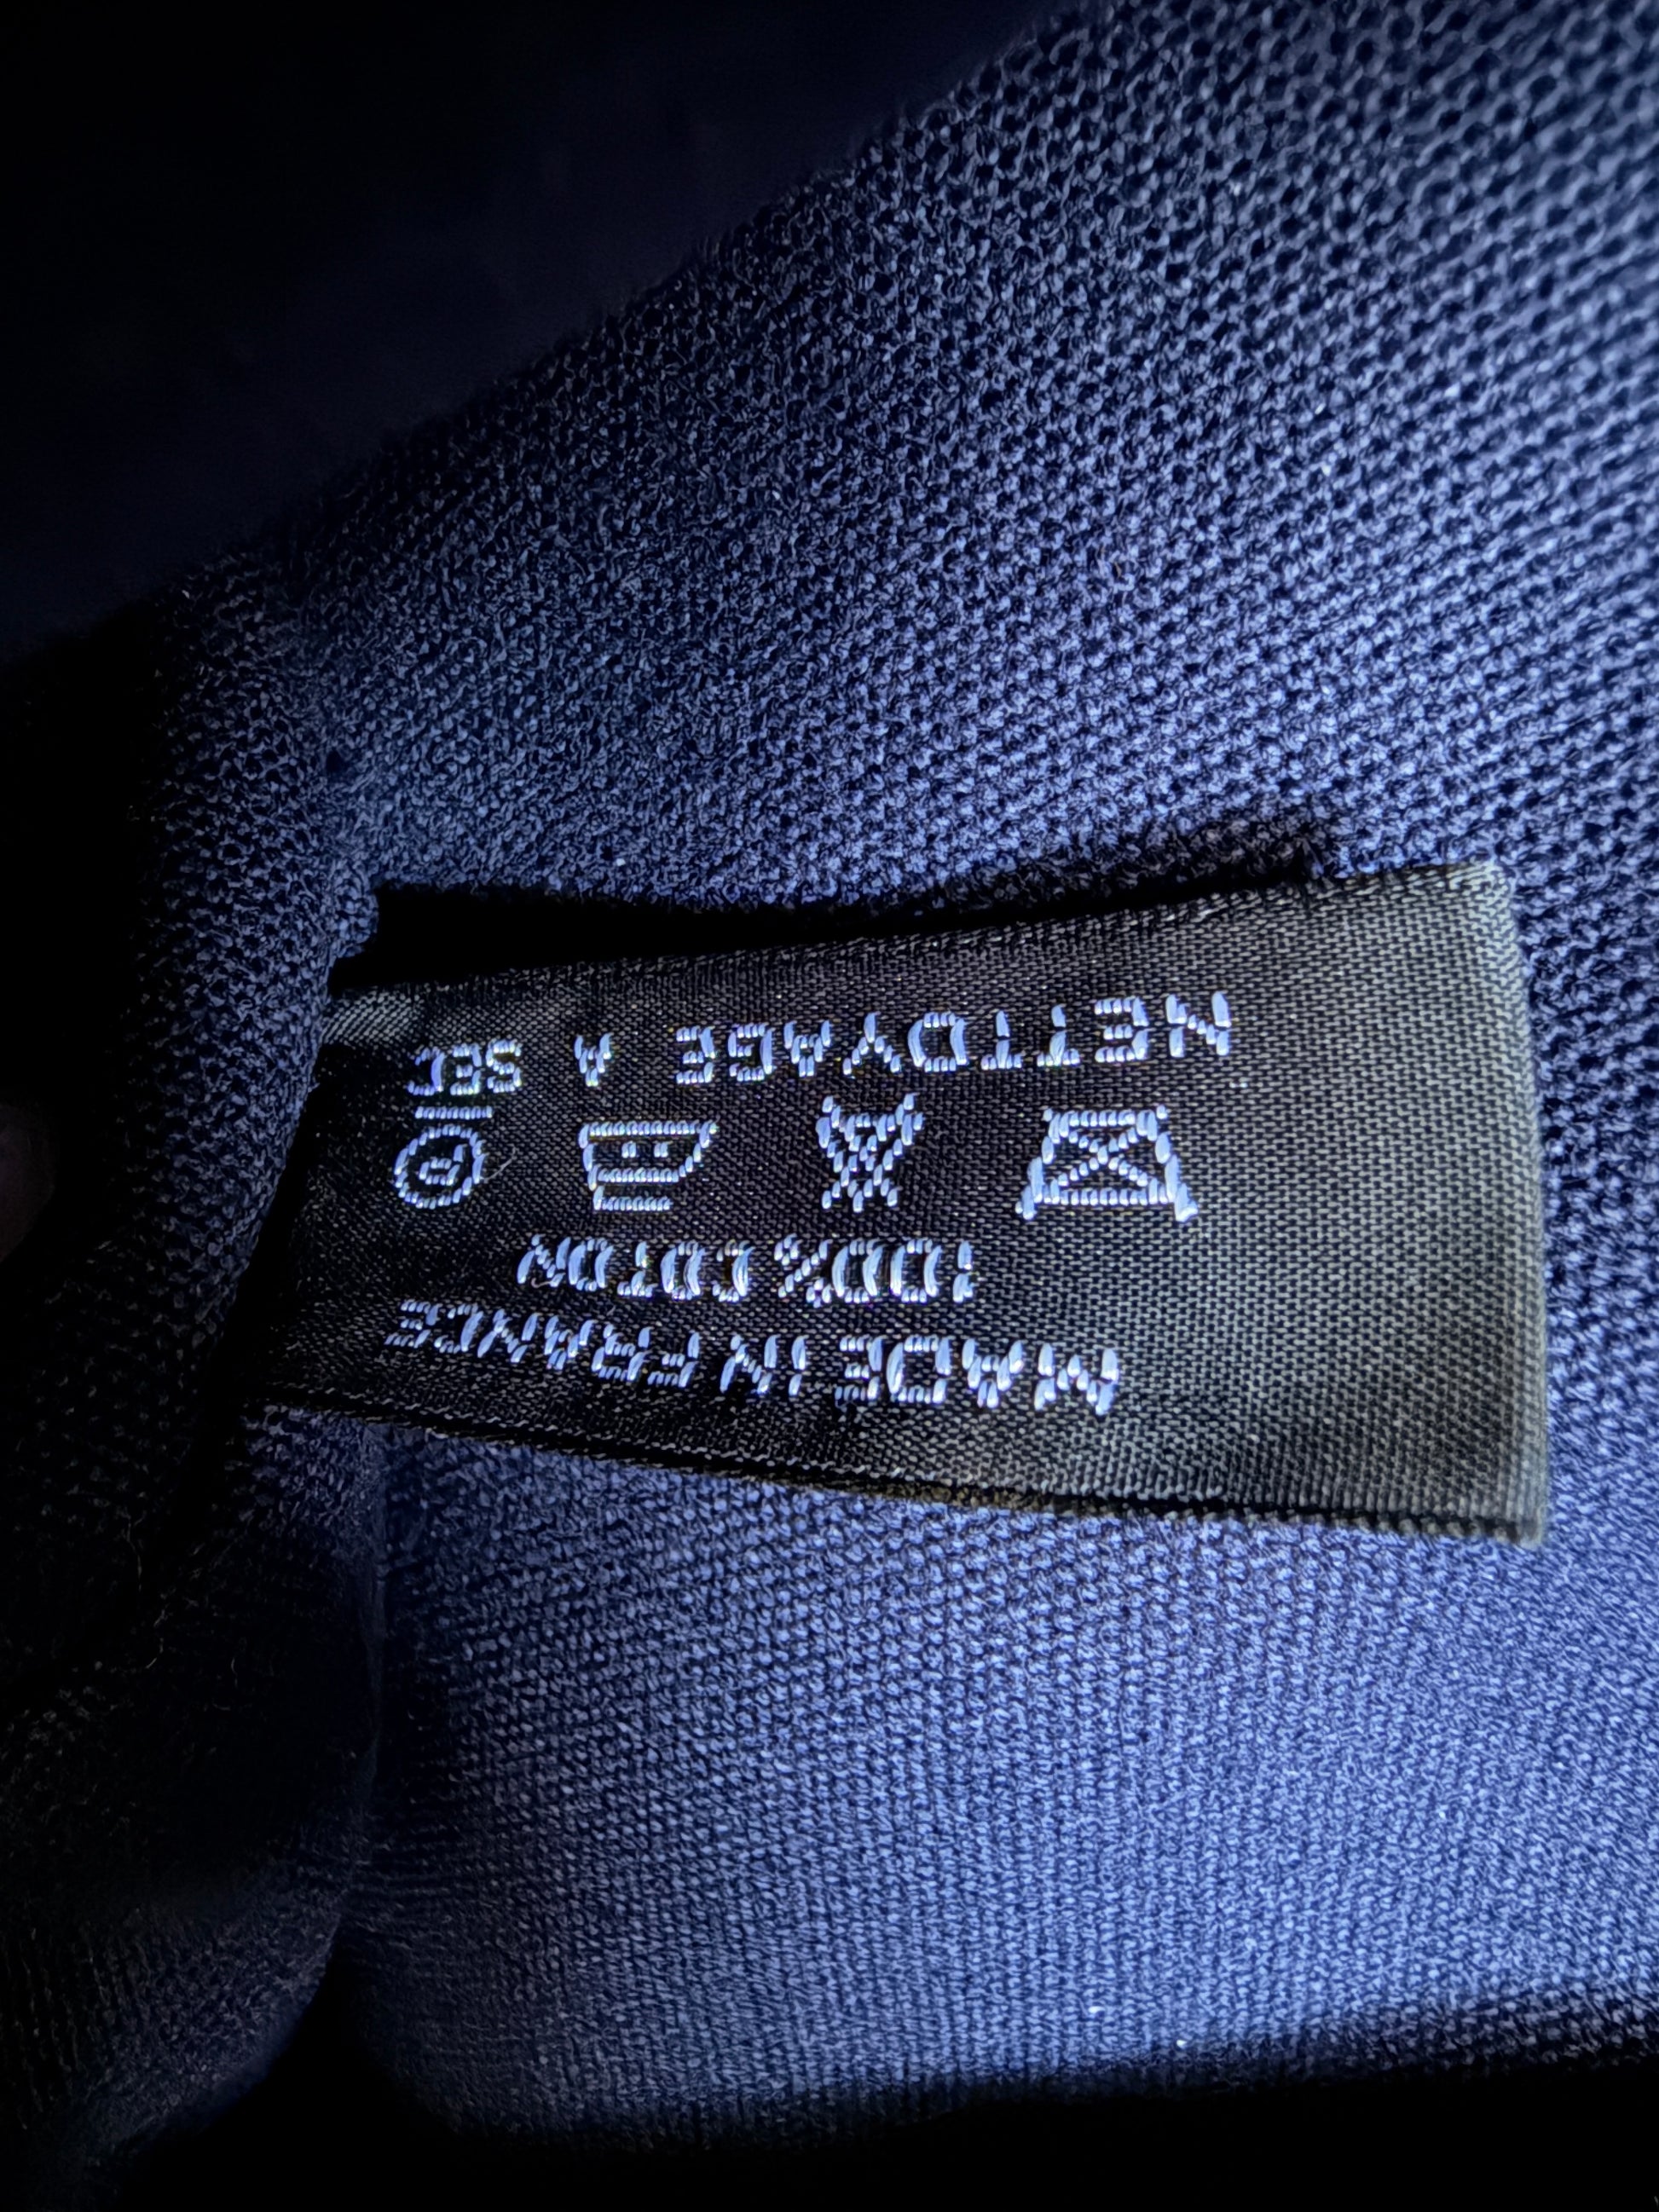 MADE IN FRANCE
100% COTON
P
NETTOYAGE A SEC